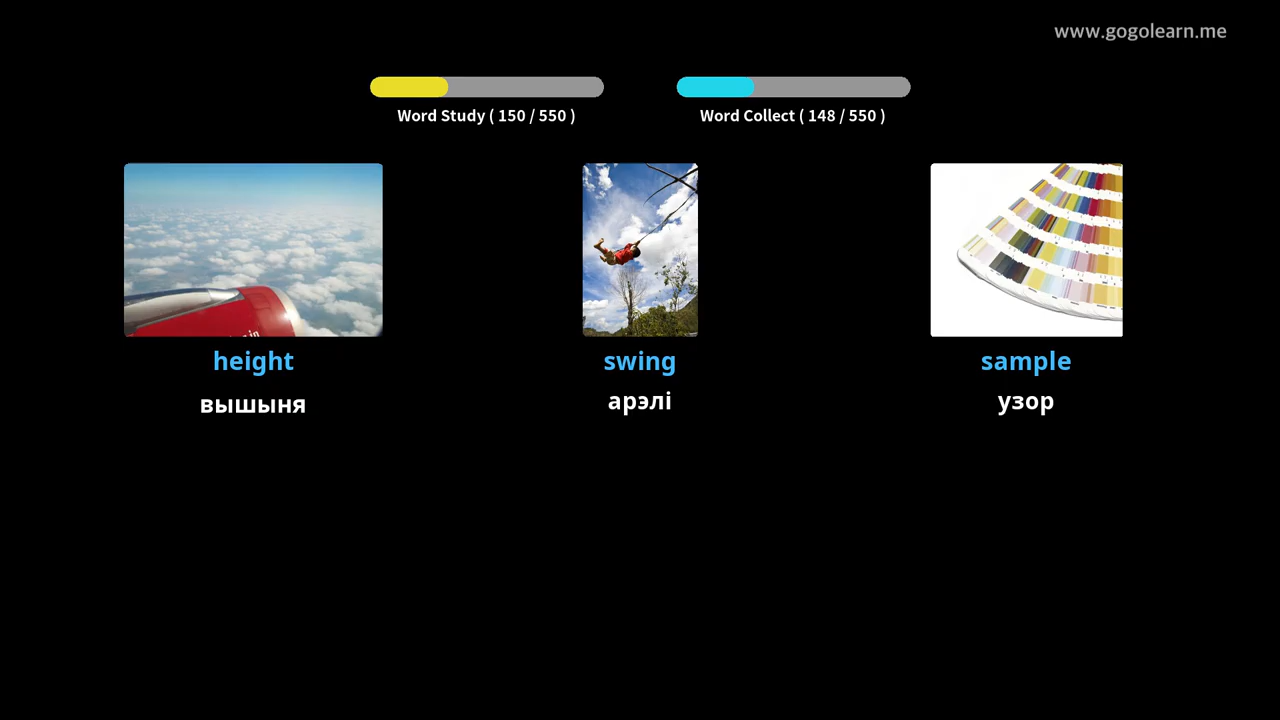 www.gogolearn.me
Word Study ( 150 / 550 )
Word Collect ( 148 / 550 )
height
swing
sample
вышыня
арэлі
узор